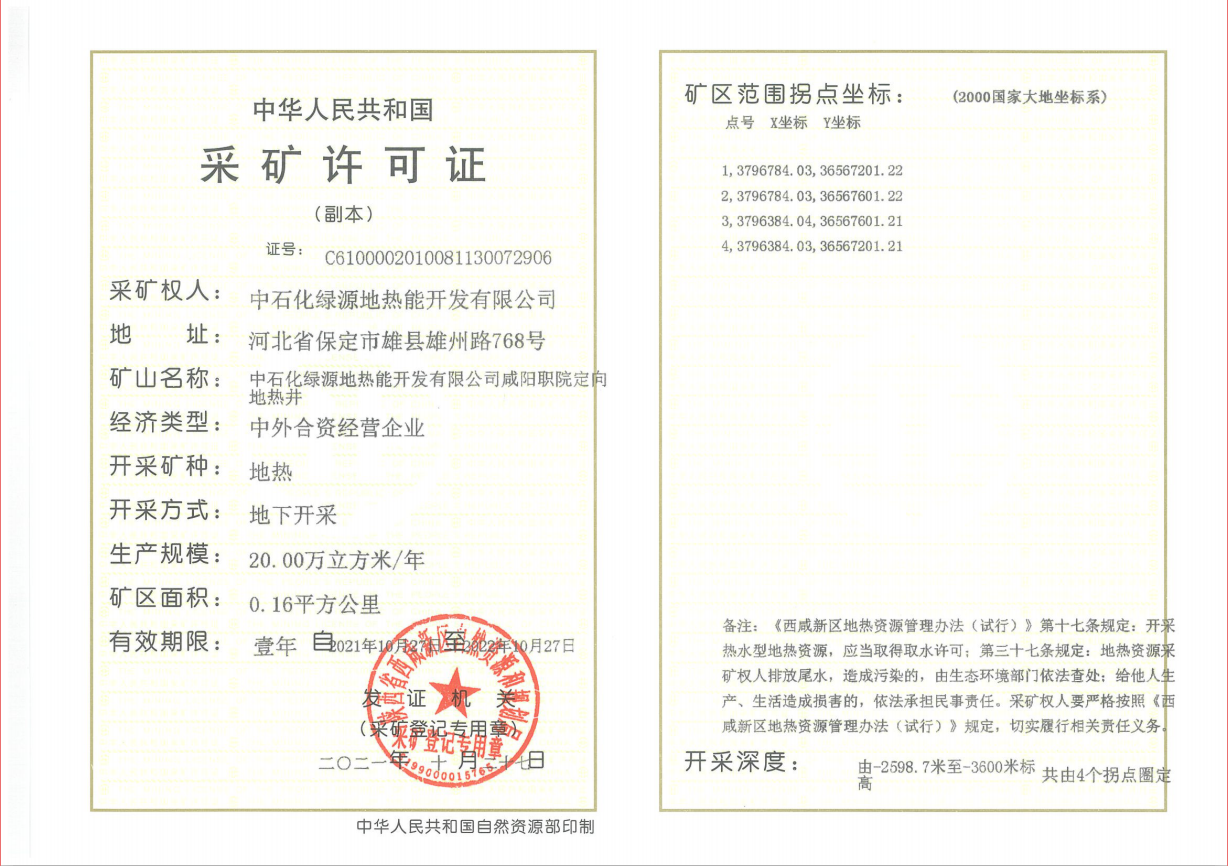 中华人民共和国
采矿许可证
（副本）
证号： C6100002010081130072906
采矿权人： 中石化绿源地热能开发有限公司
地 址： 河北省保定市雄县雄州路768号
矿山名称： 中石化绿源地热能开发有限公司咸阳职院定向
地热井
经济类型： 中外合资经营企业
开采矿种： 地热
开采方式： 地下开采
生产规模： 20.00万立方米/年
矿区面积： 0.16平方公里
有效期限： 壹年 自2021年10月27日至2022年10月27日
发 证 机 关
（采矿登记专用章）
采矿登记专用章
二〇二一年 十 月二十七日
中华人民共和国自然资源部印制
矿区范围拐点坐标： (2000国家大地坐标系)
点号 X坐标 Y坐标
1,3796784.03,36567201.22
2,3796784.03,36567601.22
3,3796384.04,36567601.21
4,3796384.03,36567201.21
备注：《西咸新区地热资源管理办法（试行）》第十七条规定：开采
热水型地热资源，应当取得取水许可；第三十七条规定：地热资源采
矿权人排放尾水，造成污染的，由生态环境部门依法查处；给他人生
产、生活造成损害的，依法承担民事责任。采矿权人要严格按照《西
咸新区地热资源管理办法（试行）》规定，切实履行相关责任义务。
开采深度： 由-2598.7米至-3600米标
高 共由4个拐点圈定